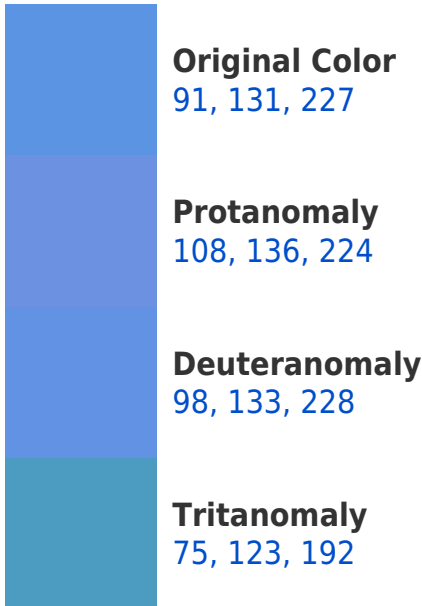 Original Color
91, 131, 227
Protanomaly
108, 136, 224
Deuteranomaly
98, 133, 228
Tritanomaly
75, 123, 192